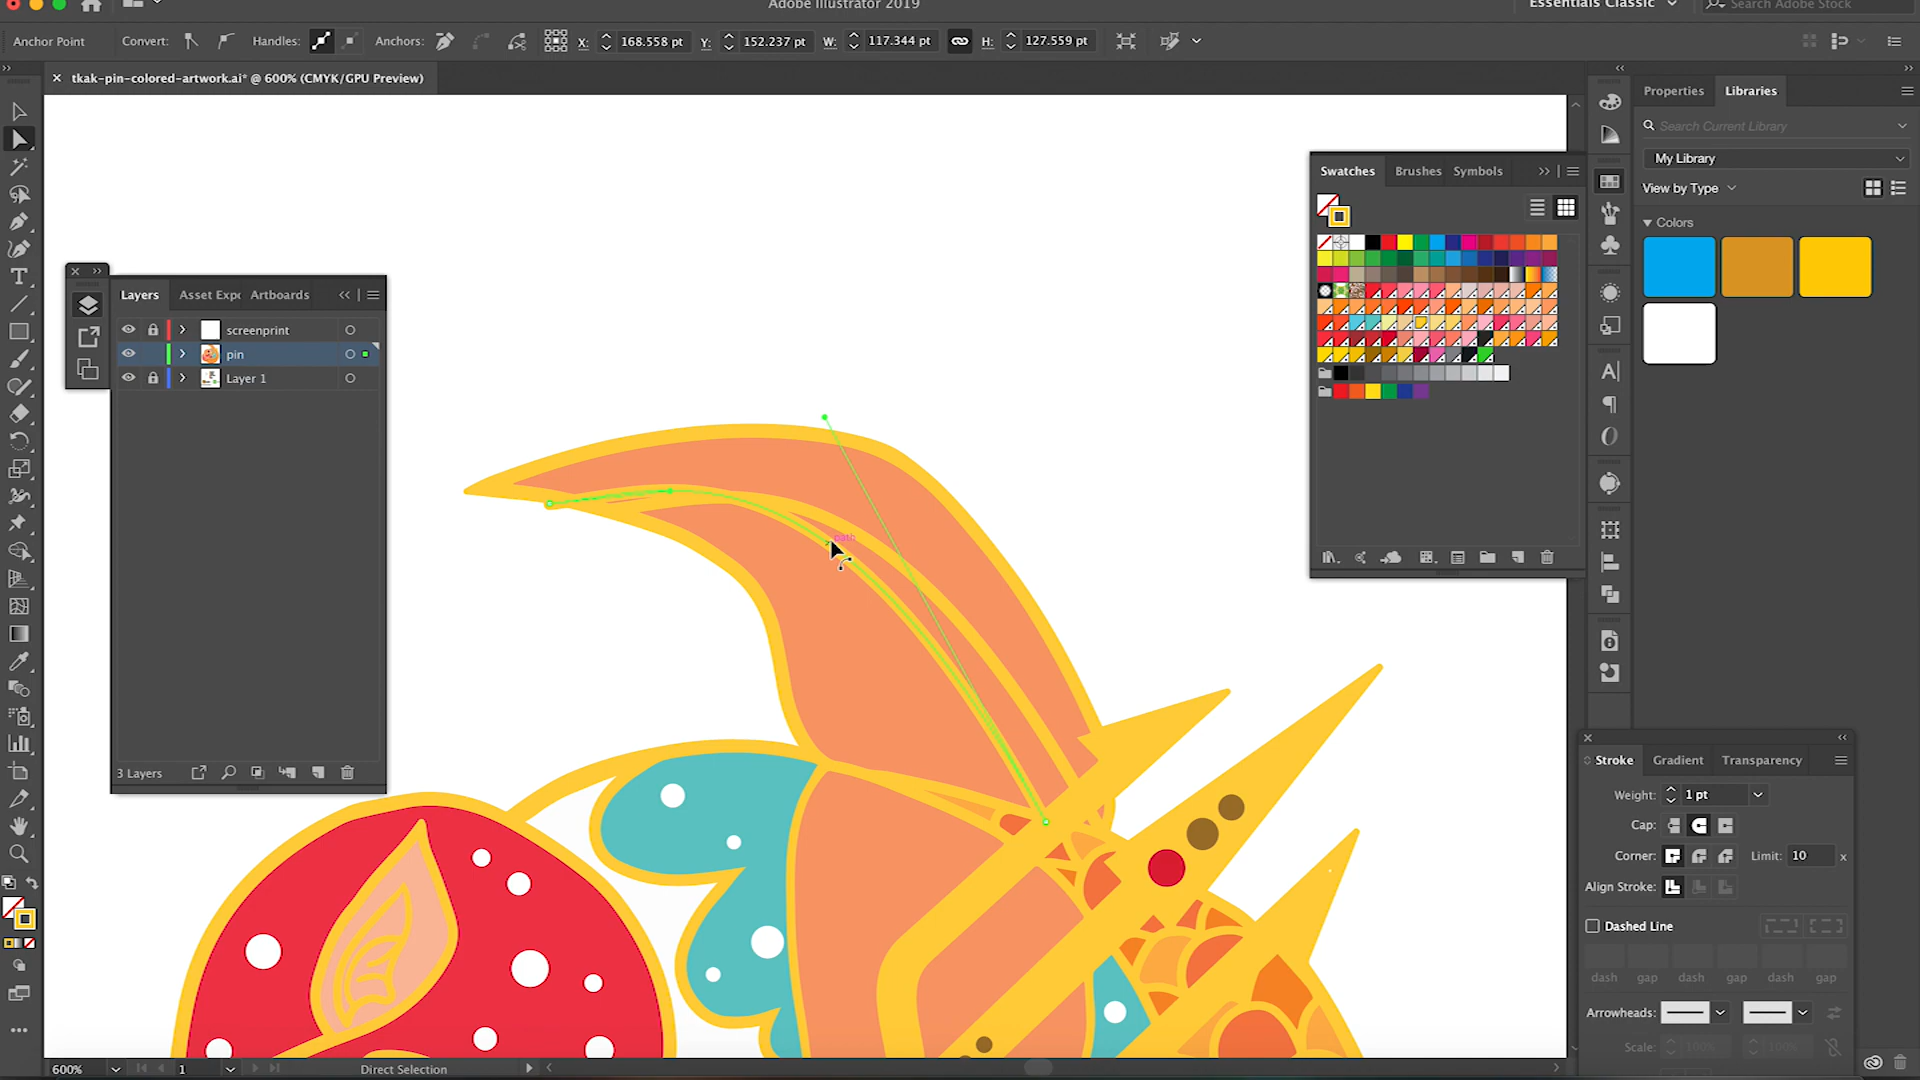 Adobe Illustrator 2019
Essentials Classic
Search Adobe Stock
Anchor Point
Convert:
Handles:
Anchors:
X: 168.558 pt
Y: 152.237 pt
W: 117.344 pt
H: 127.559 pt
× tkak-pin-colored-artwork.ai* @ 600% (CMYK/GPU Preview)
Properties
Libraries
Search Current Library
My Library
View by Type
Colors
Swatches
Brushes
Symbols
Layers
Asset Expo
Artboards
screenprint
pin
Layer 1
3 Layers
path
Stroke
Gradient
Transparency
Weight: 1 pt
Cap:
Corner:
Limit: 10 x
Align Stroke:
Dashed Line
dash gap dash gap dash gap
Arrowheads:
Scale: 100% 100%
600%
1
Direct Selection